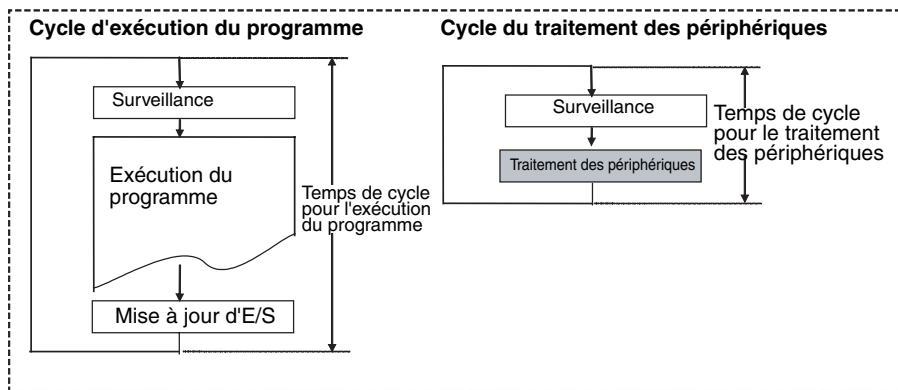 Cycle d'exécution du programme
Surveillance
Exécution du
programme
Mise à jour d'E/S
Temps de cycle
pour l'exécution
du programme
Cycle du traitement des périphériques
Surveillance
Traitement des périphériques
Temps de cycle
pour le traitement
des périphériques